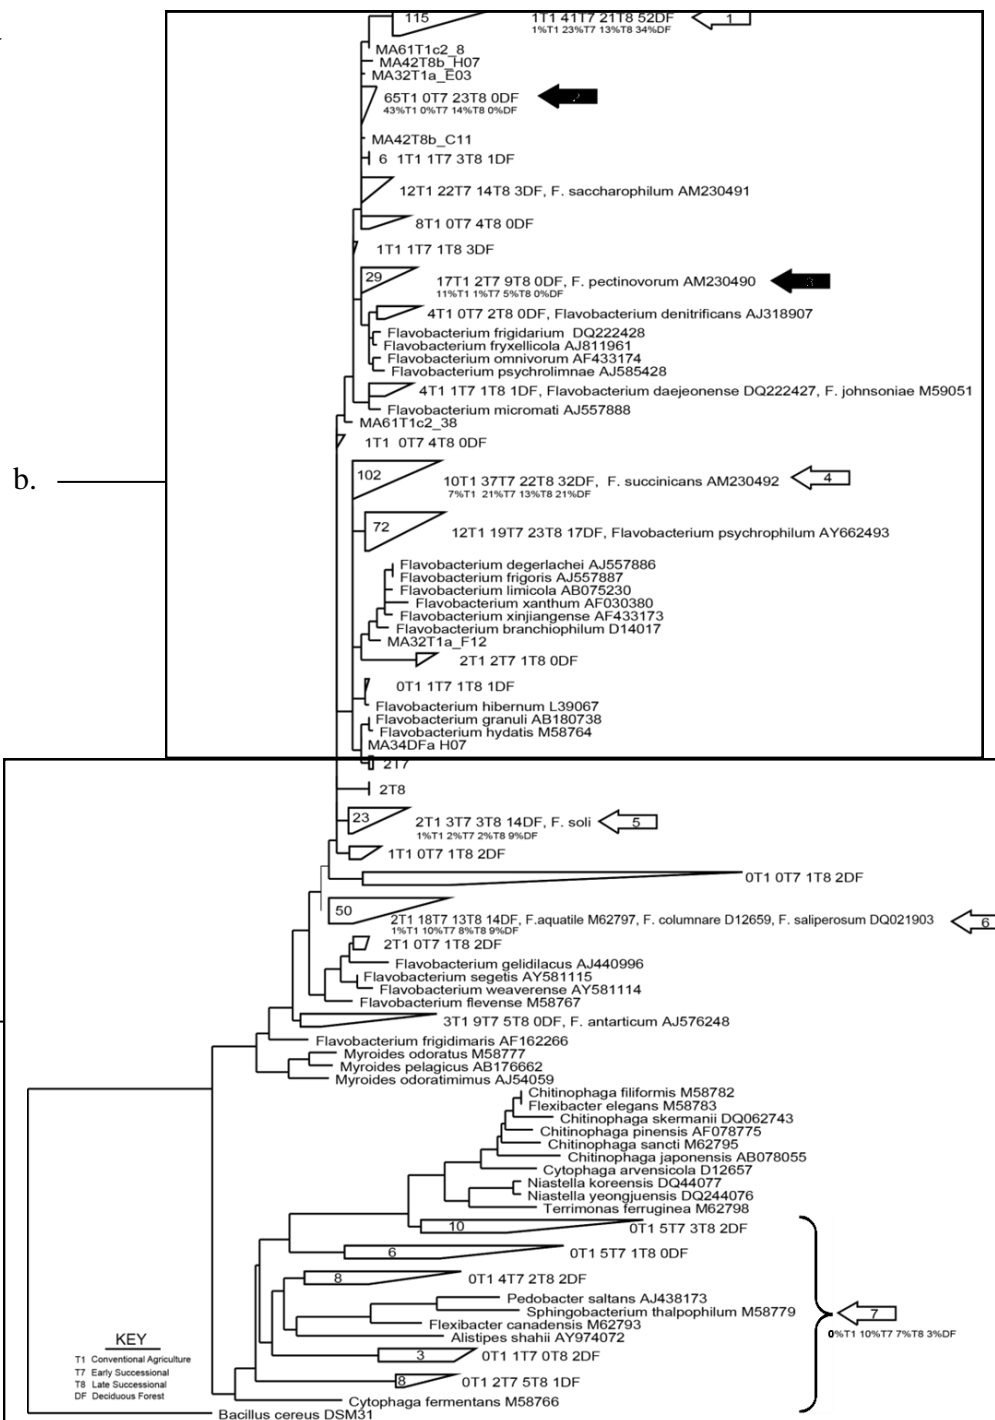 115 1T1 41T7 21T8 52DF 1
1%T1 23%T7 13%T8 34%DF
MA61T1c2_8
MA42T8b_H07
MA32T1a_E03
65T1 0T7 23T8 0DF
43%T1 0%T7 14%T8 0%DF
MA42T8b_C11
6 1T1 1T7 3T8 1DF
12T1 22T7 14T8 3DF, F. saccharophilum AM230491
8T1 0T7 4T8 0DF
1T1 1T7 1T8 3DF
29 17T1 2T7 9T8 0DF, F. pectinovorum AM230490 3
11%T1 1%T7 5%T8 0%DF
4T1 0T7 2T8 0DF, Flavobacterium denitrificans AJ318907
Flavobacterium frigidarium DQ222428
Flavobacterium fryxellicola AJ811961
Flavobacterium omnivorum AF433174
Flavobacterium psychrolimnae AJ585428
4T1 1T7 1T8 1DF, Flavobacterium daejeonense DQ222427, F. johnsoniae M59051
Flavobacterium micromati AJ557888
MA61T1c2_38
1T1 0T7 4T8 0DF
b.
102 10T1 37T7 22T8 32DF, F. succinicans AM230492 4
7%T1 21%T7 13%T8 21%DF
72 12T1 19T7 23T8 17DF, Flavobacterium psychrophilum AY662493
Flavobacterium degerlachei AJ557886
Flavobacterium frigoris AJ557887
Flavobacterium limicola AB075230
Flavobacterium xanthum AF030380
Flavobacterium xinjiangense AF433173
Flavobacterium branchiophilum D14017
MA32T1a_F12
2T1 2T7 1T8 0DF
0T1 1T7 1T8 1DF
Flavobacterium hibernum L39067
Flavobacterium granuli AB180738
Flavobacterium hydatis M58764
MA34DFa H07
2T7
2T8
23 2T1 3T7 3T8 14DF, F. soli 5
1%T1 2%T7 2%T8 9%DF
1T1 0T7 1T8 2DF
0T1 0T7 1T8 2DF
50 2T1 18T7 13T8 14DF, F.aquatile M62797, F. columnare D12659, F. saliperosum DQ021903 6
1%T1 10%T7 8%T8 9%DF
2T1 0T7 1T8 2DF
Flavobacterium gelidilacus AJ440996
Flavobacterium segetis AY581115
Flavobacterium weaverense AY581114
Flavobacterium flevense M58767
3T1 9T7 5T8 0DF, F. antarticum AJ576248
Flavobacterium frigidimaris AF162266
Myroides odoratus M58777
Myroides pelagicus AB176662
Myroides odoratimimus AJ54059
Chitinophaga filiformis M58782
Flexibacter elegans M58783
Chitinophaga skermanii DQ062743
Chitinophaga pinensis AF078775
Chitinophaga sancti M62795
Chitinophaga japonensis AB078055
Cytophaga arvensicola D12657
Niastella koreensis DQ44077
Niastella yeongjuensis DQ244076
Terrimonas ferruginea M62798
10 0T1 5T7 3T8 2DF
6 0T1 5T7 1T8 0DF
8 0T1 4T7 2T8 2DF
Pedobacter saltans AJ438173
Sphingobacterium thalpophilum M58779
Flexibacter canadensis M62793
Alistipes shahii AY974072
7
0%T1 10%T7 7%T8 3%DF
3 0T1 1T7 0T8 2DF
8 0T1 2T7 5T8 1DF
Cytophaga fermentans M58766
Bacillus cereus DSM31
KEY
T1 Conventional Agriculture
T7 Early Successional
T8 Late Successional
DF Deciduous Forest